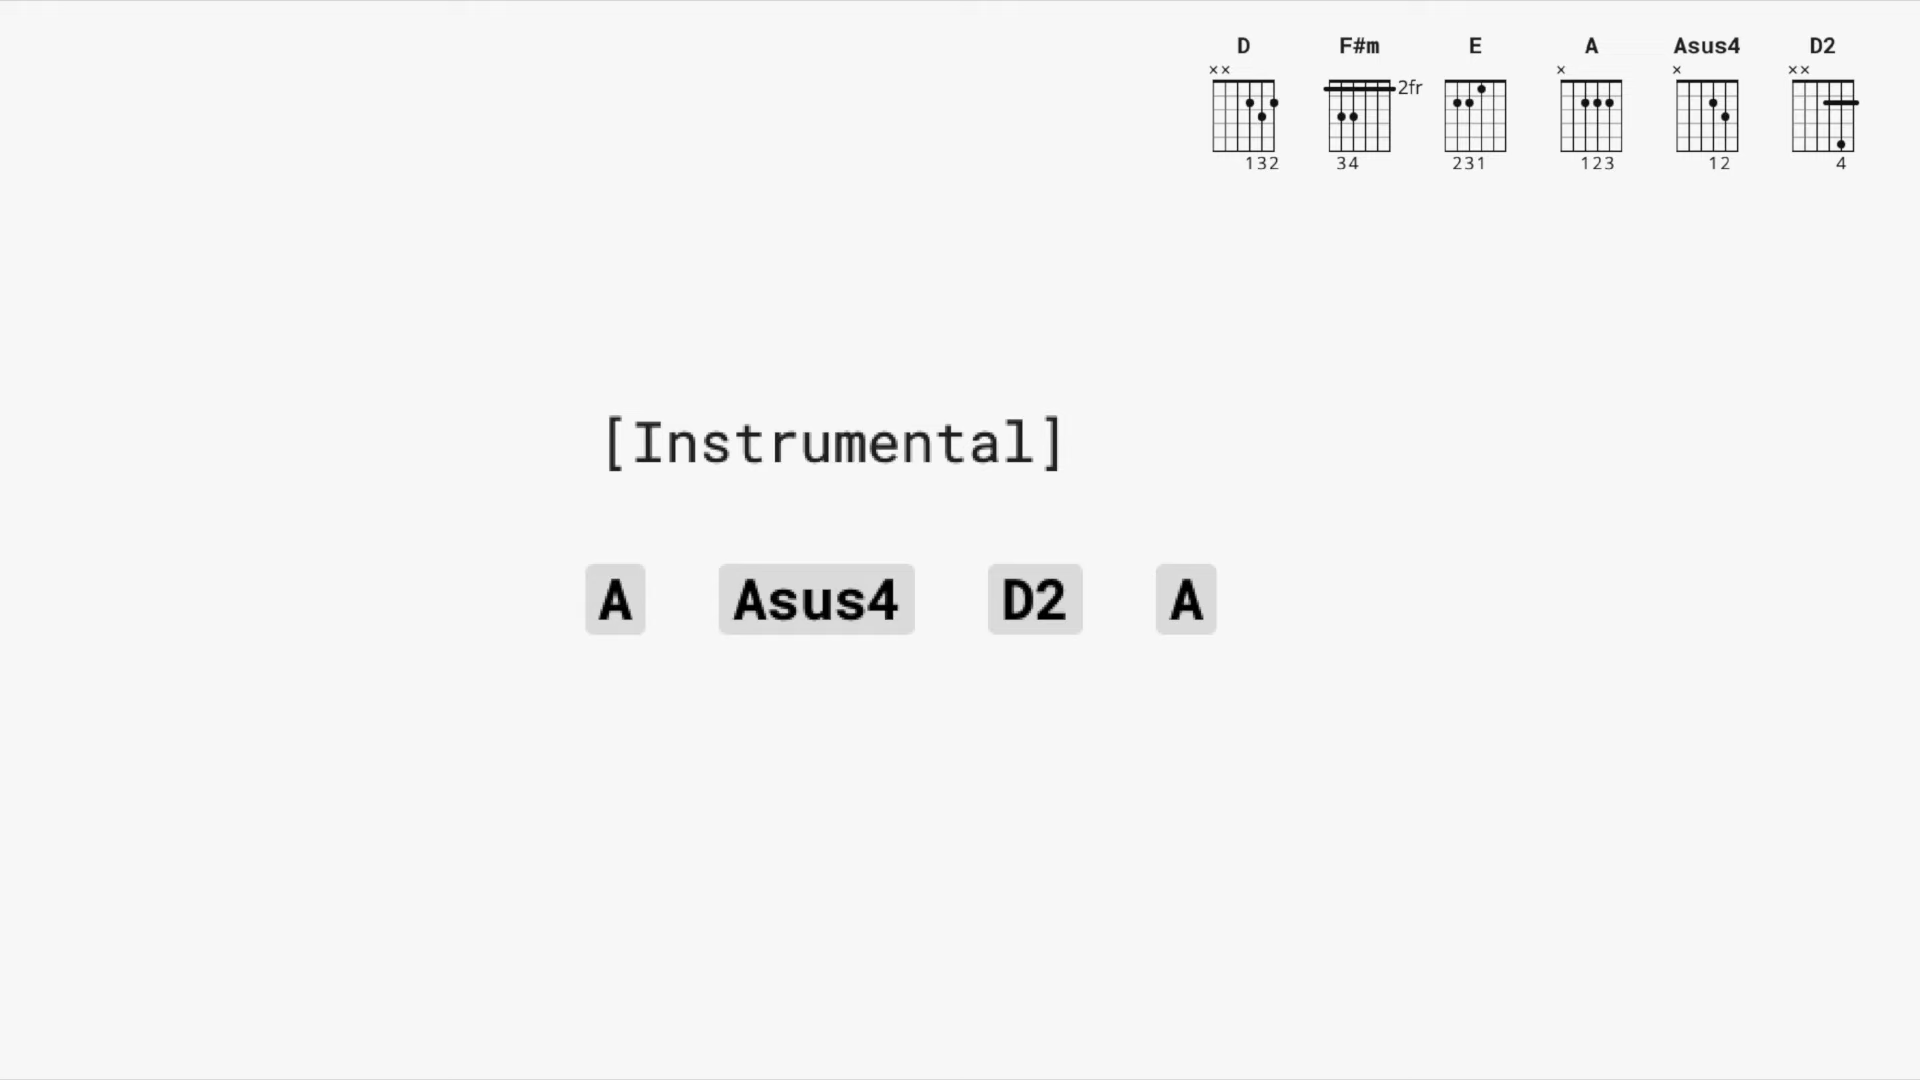 D F#m E A Asus4 D2
×× × × ××
2fr
132 34 231 123 12 4
[Instrumental]
A Asus4 D2 A